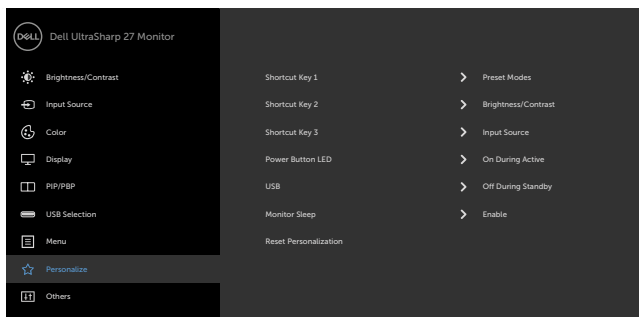 DELL Dell UltraSharp 27 Monitor
Brightness/Contrast Shortcut Key 1 Preset Modes
Input Source Shortcut Key 2 Brightness/Contrast
Color Shortcut Key 3 Input Source
Display Power Button LED On During Active
PIP/PBP USB Off During Standby
USB Selection Monitor Sleep Enable
Menu Reset Personalization
Personalize
Others